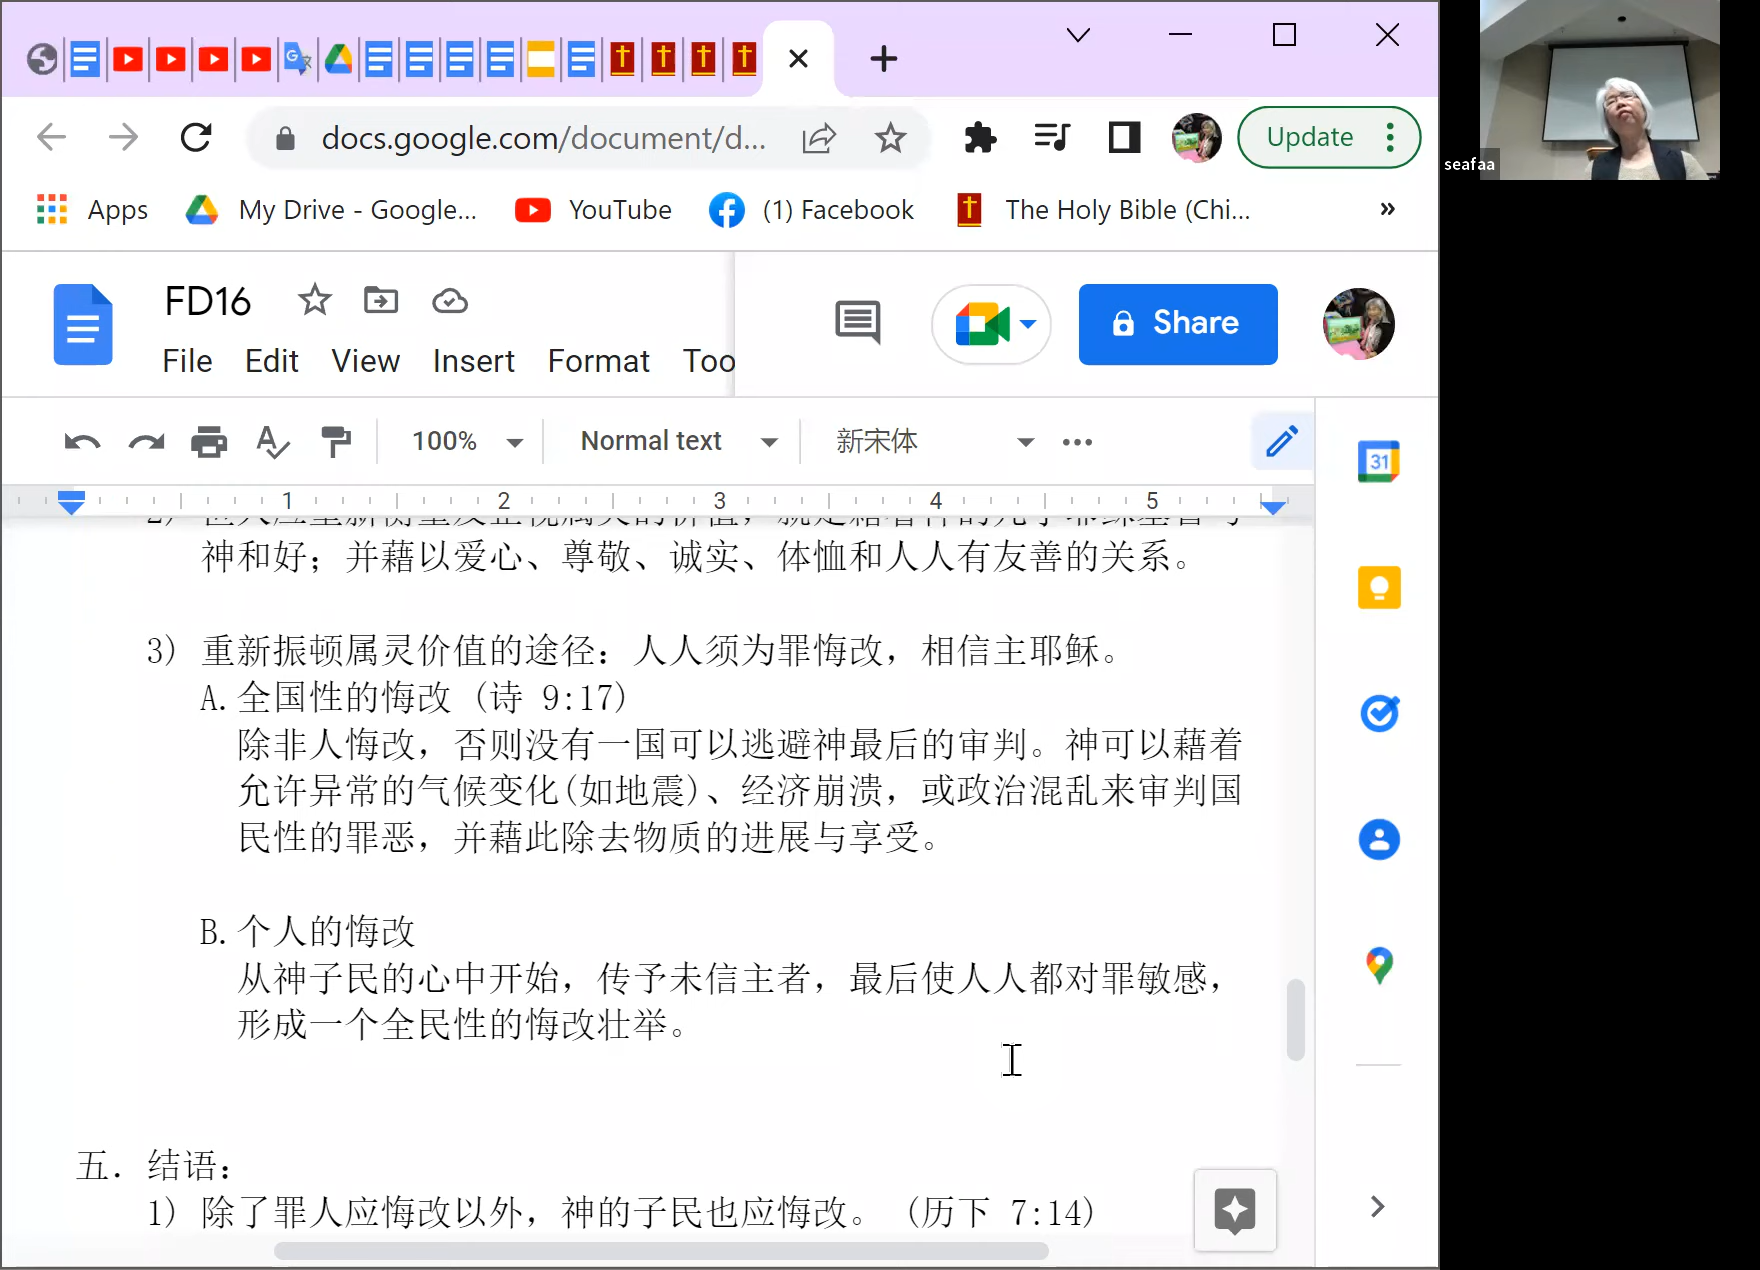 docs.google.com/document/d...
Update
Apps
My Drive - Google...
YouTube
(1) Facebook
The Holy Bible (Chi...
»
FD16
File Edit View Insert Format Too
Share
100%
Normal text
新宋体
31
1 2 3 4 5
神和好；并藉以爱心、尊敬、诚实、体恤和人人有友善的关系。
3) 重新振顿属灵价值的途径：人人须为罪悔改，相信主耶稣。
A. 全国性的悔改 (诗 9:17)
除非人悔改，否则没有一国可以逃避神最后的审判。神可以藉着
允许异常的气候变化(如地震)、经济崩溃，或政治混乱来审判国
民性的罪恶，并藉此除去物质的进展与享受。
B. 个人的悔改
从神子民的心中开始，传予未信主者，最后使人人都对罪敏感，
形成一个全民性的悔改壮举。
五. 结语：
1) 除了罪人应悔改以外，神的子民也应悔改。 (历下 7:14)
seafaa